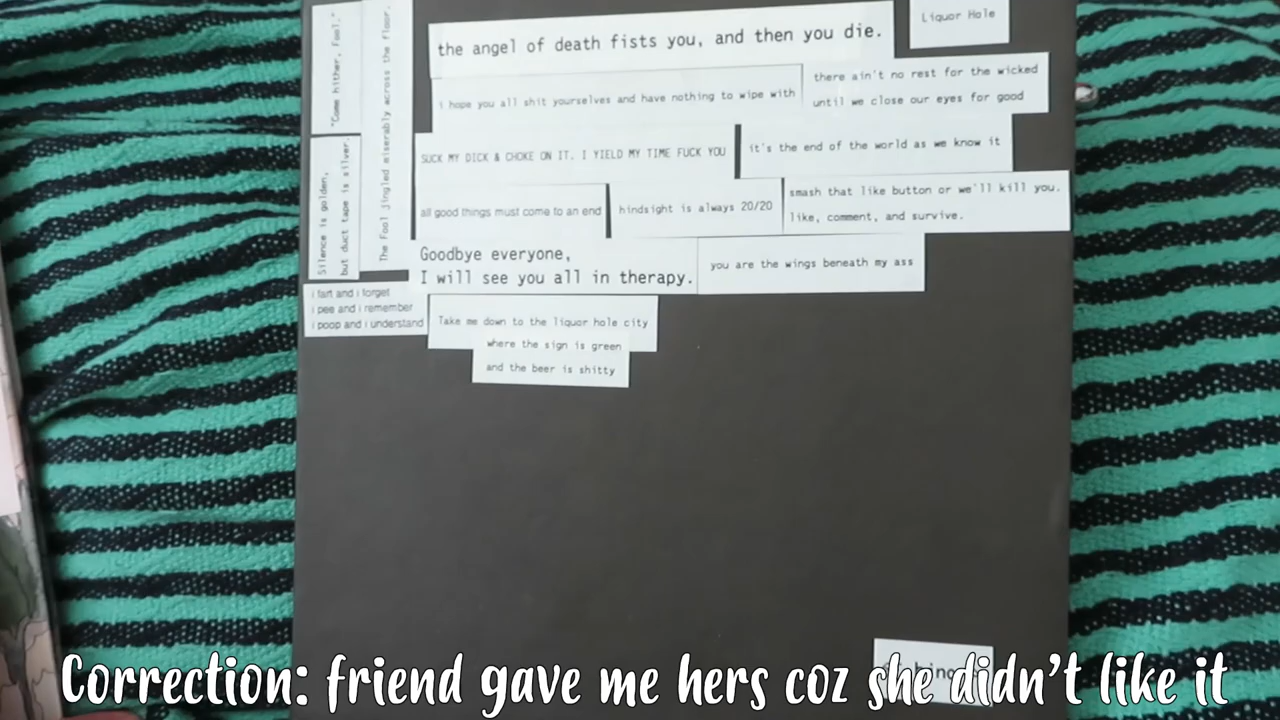 "Come hither, Fool."
The Fool jingled miserably across the floor.
Silence is golden,
but duct tape is silver.
the angel of death fists you, and then you die.
Liquor Hole
i hope you all shit yourselves and have nothing to wipe with
there ain't no rest for the wicked
until we close our eyes for good
SUCK MY DICK & CHOKE ON IT. I YIELD MY TIME FUCK YOU
it's the end of the world as we know it
all good things must come to an end
hindsight is always 20/20
smash that like button or we'll kill you.
like, comment, and survive.
Goodbye everyone,
I will see you all in therapy.
you are the wings beneath my ass
i fart and i forget
i pee and i remember
i poop and i understand
Take me down to the liquor hole city
where the sign is green
and the beer is shitty
Correction: friend gave me hers coz she didn't like it